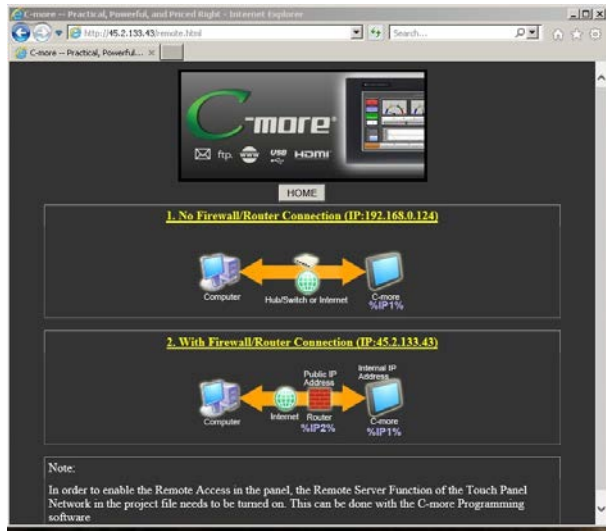 C-more -- Practical, Powerful, and Priced Right - Internet Explorer
http://45.2.133.43/remote.html
Search...
C-more -- Practical, Powerful...
C-more
ftp. www USB HDMI
HOME
1. No Firewall/Router Connection (IP:192.168.0.124)
Computer
Hub/Switch or Internet
C-more
%IP1%
2. With Firewall/Router Connection (IP:45.2.133.43)
Public IP
Address
Internal IP
Address
Computer
Internet
Router
%IP2%
C-more
%IP1%
Note:
In order to enable the Remote Access in the panel, the Remote Server Function of the Touch Panel
Network in the project file needs to be turned on. This can be done with the C-more Programming
software